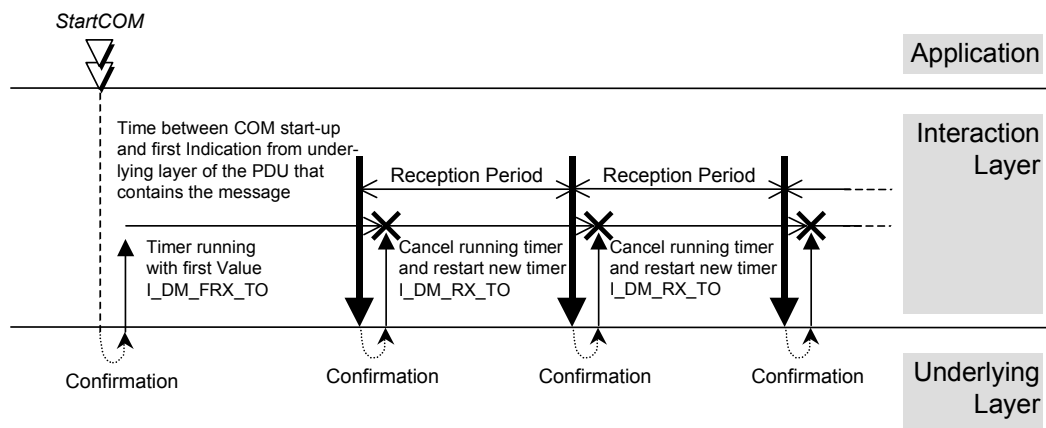 StartCOM
Application
Time between COM start-up
and first Indication from under-
lying layer of the PDU that
contains the message
Interaction
Layer
Reception Period
Reception Period
Timer running
with first Value
I_DM_FRX_TO
Cancel running timer
and restart new timer
I_DM_RX_TO
Cancel running timer
and restart new timer
I_DM_RX_TO
Confirmation
Confirmation
Confirmation
Confirmation
Underlying
Layer